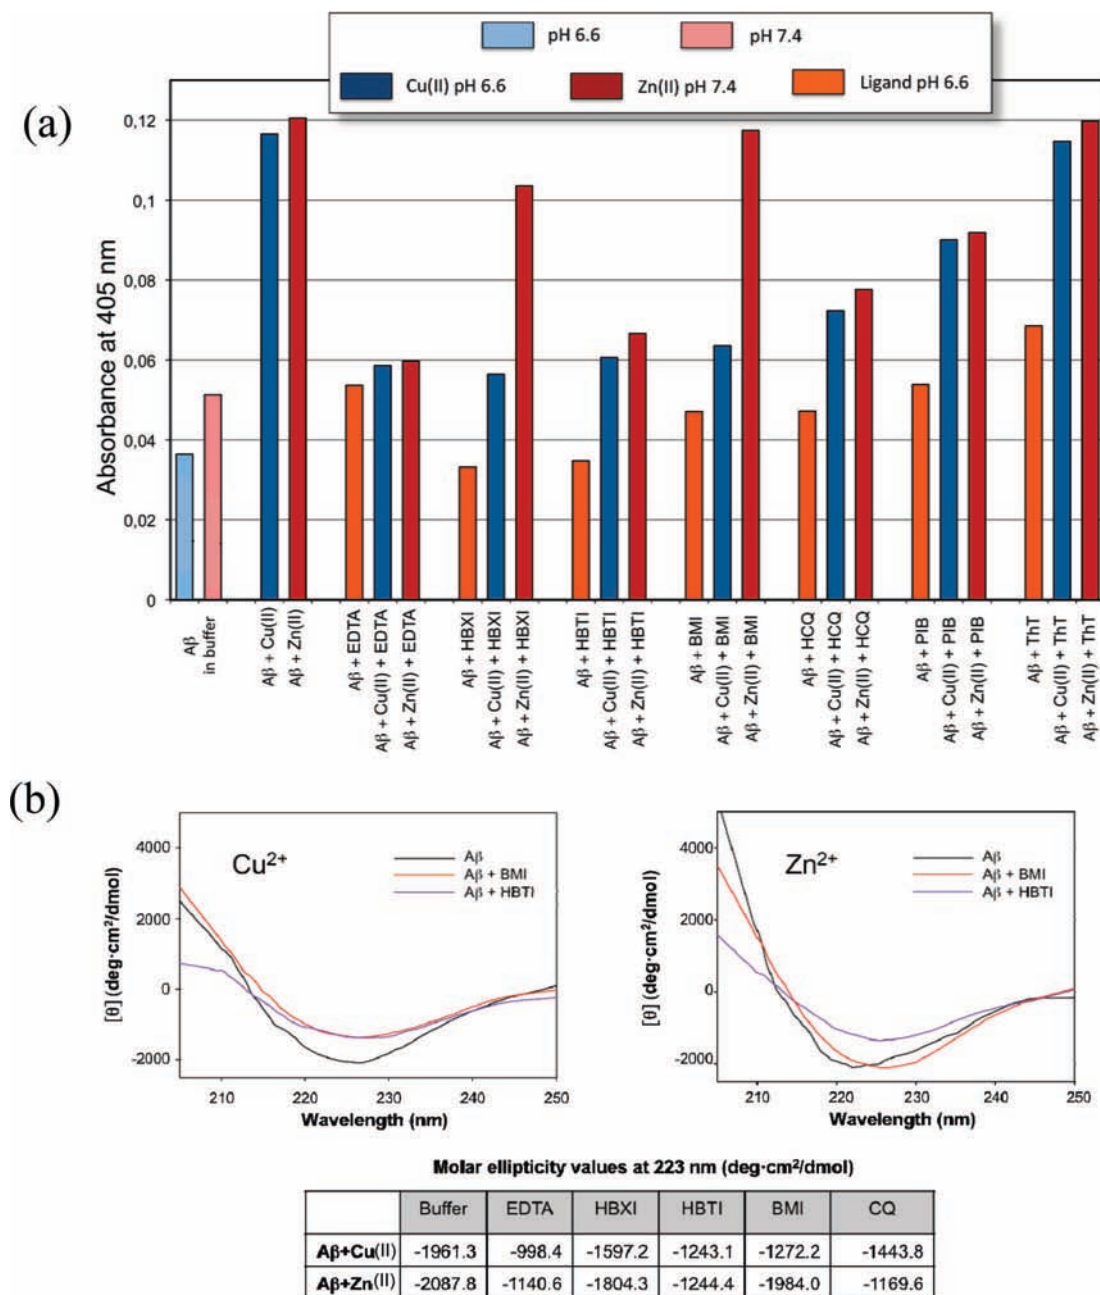 pH 6.6 pH 7.4
Cu(II) pH 6.6 Zn(II) pH 7.4 Ligand pH 6.6
(a)
Absorbance at 405 nm
0,12
0,1
0,08
0,06
0,04
0,02
0
Aβ
in buffer
Aβ + Cu(II)
Aβ + Zn(II)
Aβ + EDTA
Aβ + Cu(II) + EDTA
Aβ + Zn(II) + EDTA
Aβ + HBXI
Aβ + Cu(II) + HBXI
Aβ + Zn(II) + HBXI
Aβ + HBTI
Aβ + Cu(II) + HBTI
Aβ + Zn(II) + HBTI
Aβ + BMI
Aβ + Cu(II) + BMI
Aβ + Zn(II) + BMI
Aβ + HCQ
Aβ + Cu(II) + HCQ
Aβ + Zn(II) + HCQ
Aβ + PIB
Aβ + Cu(II) + PIB
Aβ + Zn(II) + PIB
Aβ + ThT
Aβ + Cu(II) + ThT
Aβ + Zn(II) + ThT
(b)
[θ] (deg·cm²/dmol)
4000
2000
0
-2000
Cu²⁺
Aβ
Aβ + BMI
Aβ + HBTI
210 220 230 240 250
Wavelength (nm)
[θ] (deg·cm²/dmol)
4000
2000
0
-2000
Zn²⁺
Aβ
Aβ + BMI
Aβ + HBTI
210 220 230 240 250
Wavelength (nm)
Molar ellipticity values at 223 nm (deg·cm²/dmol)
Buffer EDTA HBXI HBTI BMI CQ
Aβ+Cu(II) -1961.3 -998.4 -1597.2 -1243.1 -1272.2 -1443.8
Aβ+Zn(II) -2087.8 -1140.6 -1804.3 -1244.4 -1984.0 -1169.6